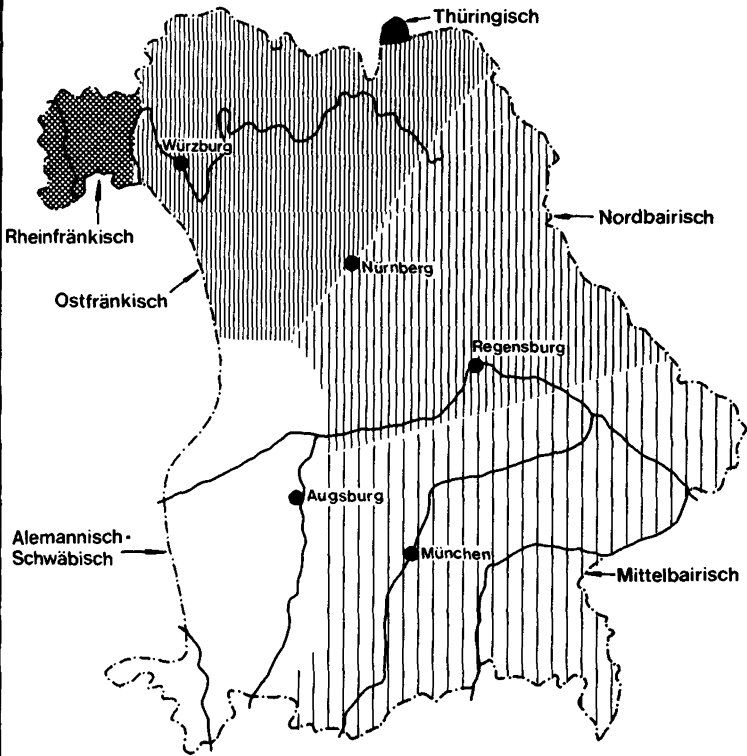 Thüringisch
Würzburg
Rheinfränkisch
Nordbairisch
Nürnberg
Ostfränkisch
Regensburg
Augsburg
Alemannisch-
Schwäbisch
München
Mittelbairisch